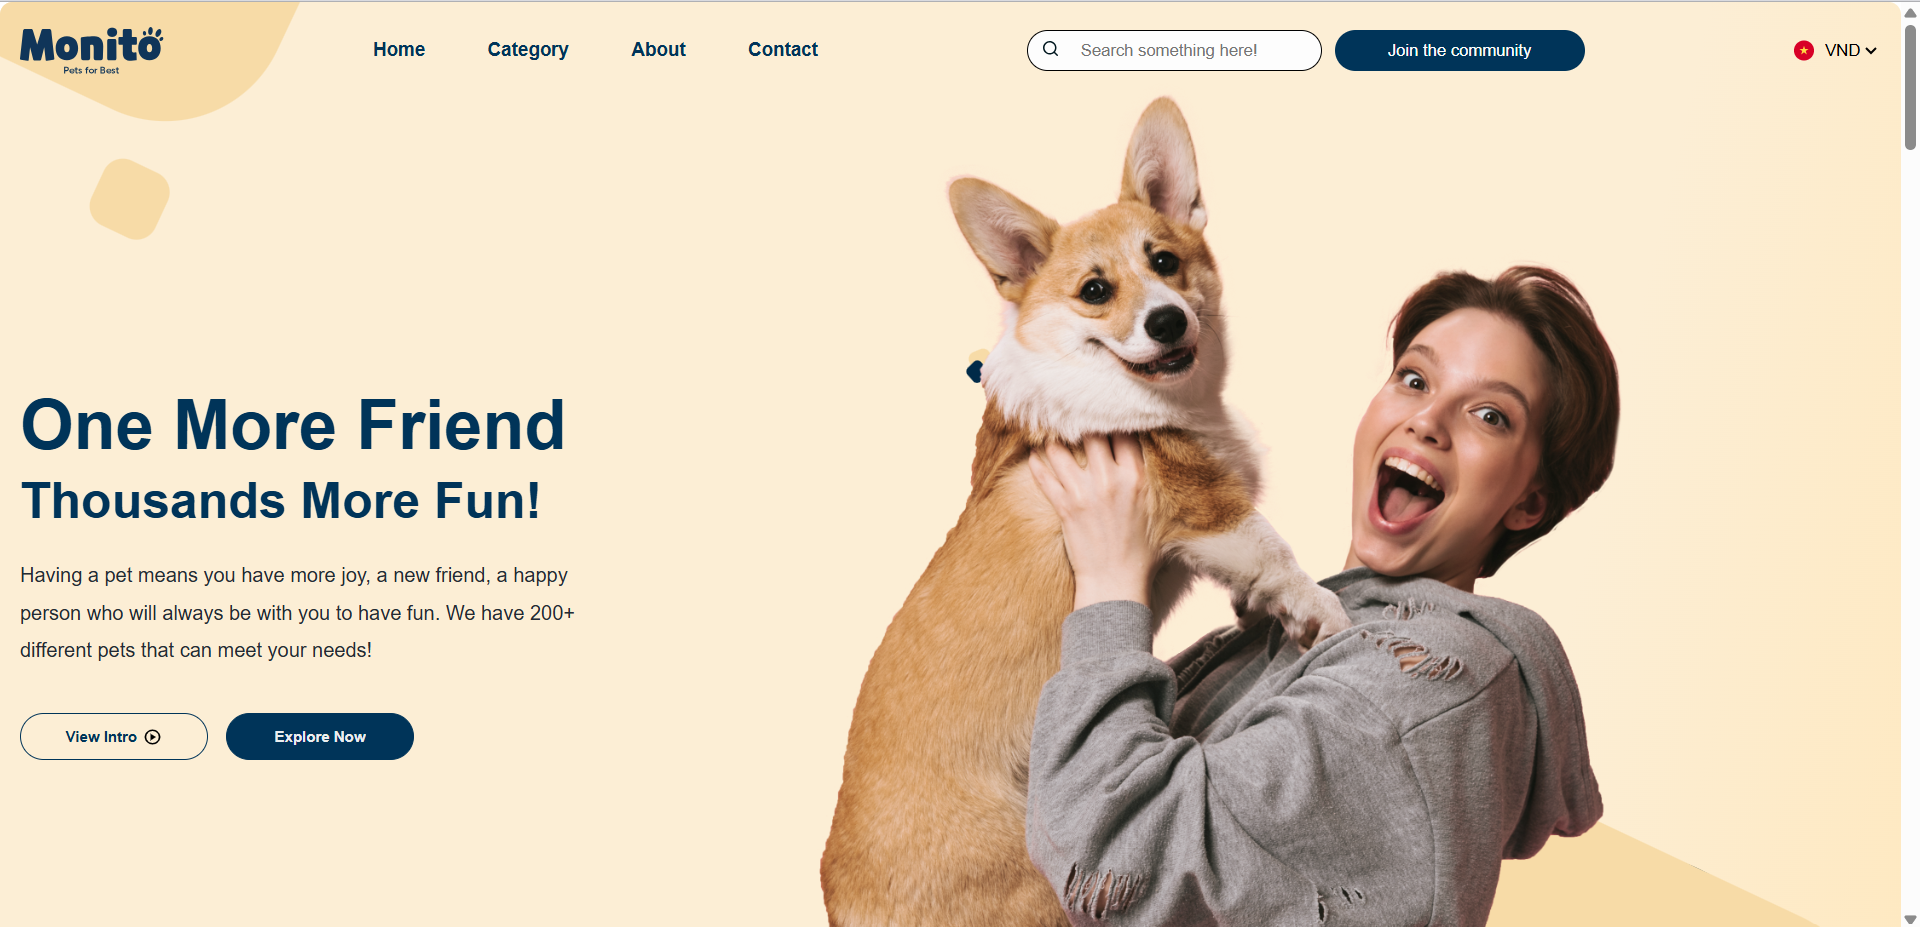 Monito
Pets for Best
Home
Category
About
Contact
Search something here!
Join the community
VND
One More Friend
Thousands More Fun!
Having a pet means you have more joy, a new friend, a happy
person who will always be with you to have fun. We have 200+
different pets that can meet your needs!
View Intro
Explore Now